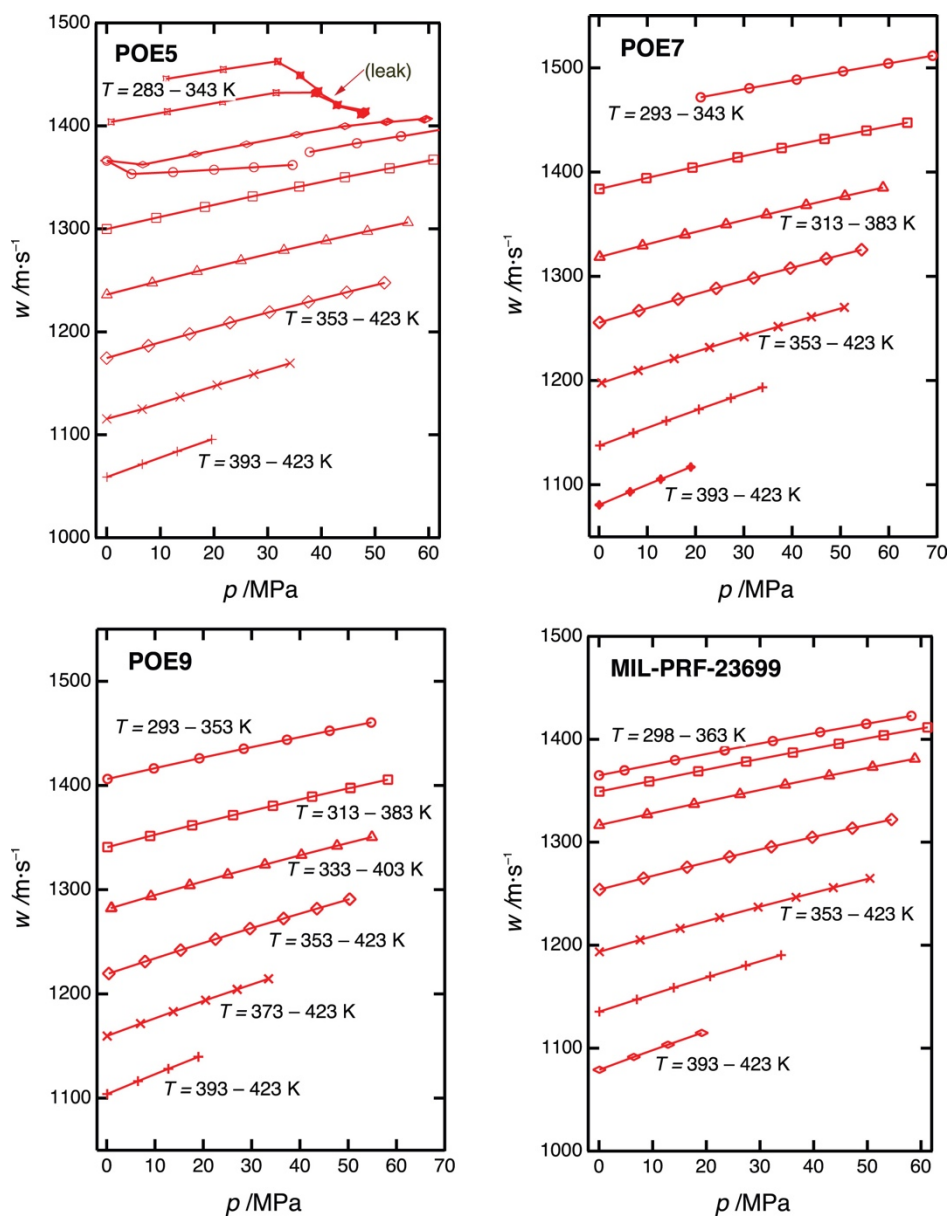 POE5
1500
1400
1300
1200
1100
1000
w /m·s⁻¹
(leak)
T = 283 – 343 K
T = 353 – 423 K
T = 393 – 423 K
0 10 20 30 40 50 60
p /MPa
POE7
1500
1400
1300
1200
1100
w /m·s⁻¹
T = 293 – 343 K
T = 313 – 383 K
T = 353 – 423 K
T = 393 – 423 K
0 10 20 30 40 50 60 70
p /MPa
POE9
1500
1400
1300
1200
1100
w /m·s⁻¹
T = 293 – 353 K
T = 313 – 383 K
T = 333 – 403 K
T = 353 – 423 K
T = 373 – 423 K
T = 393 – 423 K
0 10 20 30 40 50 60 70
p /MPa
MIL-PRF-23699
1500
1400
1300
1200
1100
1000
w /m·s⁻¹
T = 298 – 363 K
T = 353 – 423 K
T = 393 – 423 K
0 10 20 30 40 50 60
p /MPa